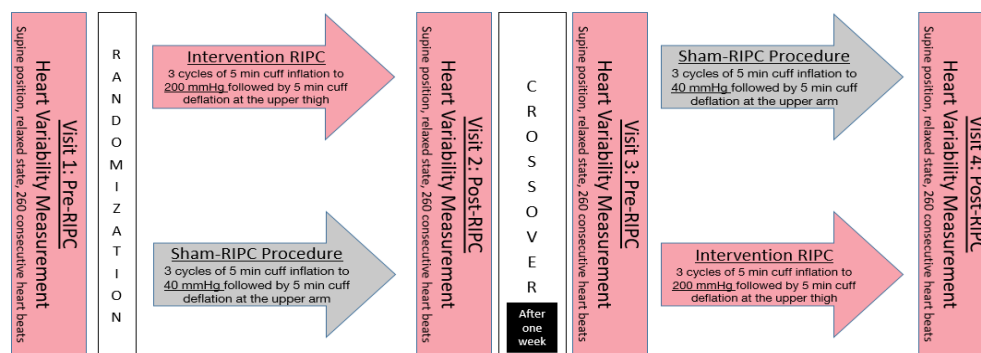 Visit 1: Pre-RIPC
Heart Variability Measurement
Supine position, relaxed state, 260 consecutive heart beats
RANDOMIZATION
Intervention RIPC
3 cycles of 5 min cuff inflation to
200 mmHg followed by 5 min cuff
deflation at the upper thigh
Sham-RIPC Procedure
3 cycles of 5 min cuff inflation to
40 mmHg followed by 5 min cuff
deflation at the upper arm
Visit 2: Post-RIPC
Heart Variability Measurement
Supine position, relaxed state, 260 consecutive heart beats
CROSSOVER
After
one
week
Visit 3: Pre-RIPC
Heart Variability Measurement
Supine position, relaxed state, 260 consecutive heart beats
Sham-RIPC Procedure
3 cycles of 5 min cuff inflation to
40 mmHg followed by 5 min cuff
deflation at the upper arm
Intervention RIPC
3 cycles of 5 min cuff inflation to
200 mmHg followed by 5 min cuff
deflation at the upper thigh
Visit 4: Post-RIPC
Heart Variability Measurement
Supine position, relaxed state, 260 consecutive heart beats